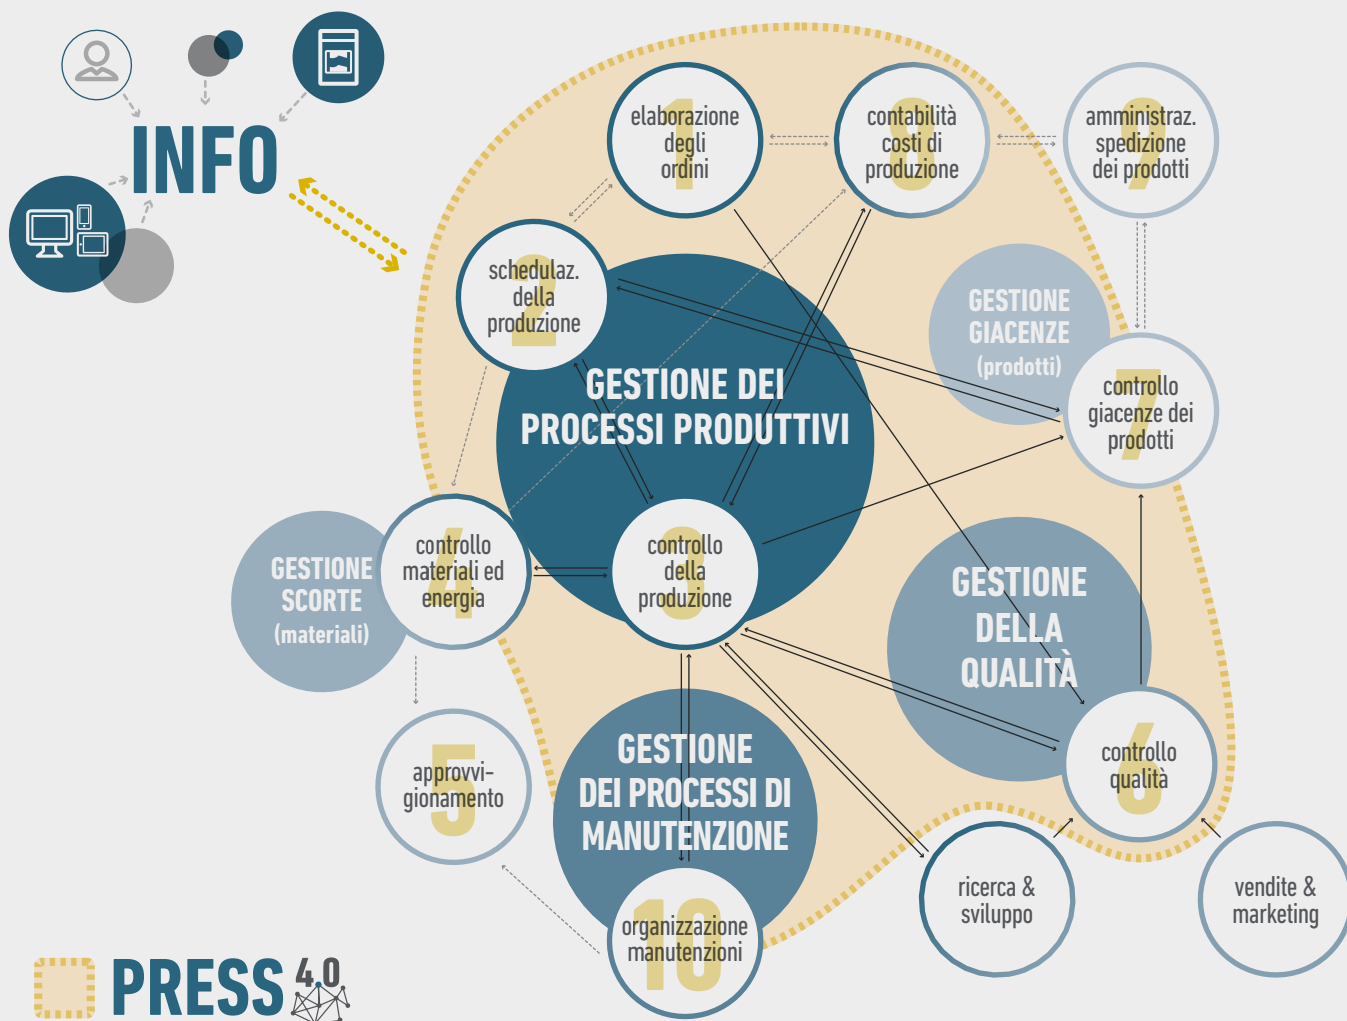 INFO
1
elaborazione
degli
ordini
8
contabilità
costi di
produzione
9
amministraz.
spedizione
dei prodotti
2
schedulaz.
della
produzione
GESTIONE
GIACENZE
(prodotti)
GESTIONE DEI
PROCESSI PRODUTTIVI
7
controllo
giacenze dei
prodotti
GESTIONE
SCORTE
(materiali)
4
controllo
materiali ed
energia
3
controllo
della
produzione
GESTIONE
DELLA
QUALITÀ
5
approvvi-
gionamento
GESTIONE
DEI PROCESSI DI
MANUTENZIONE
6
controllo
qualità
10
organizzazione
manutenzioni
ricerca &
sviluppo
vendite &
marketing
PRESS 4.0